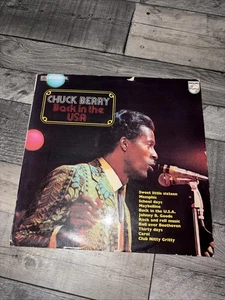 CHUCK BERRY
Back in the
USA
Sweet little sixteen
Memphis
School days
Maybelline
Back in the U.S.A.
Johnny B. Goode
Rock and roll music
Roll over Beethoven
Thirty days
Carol
Club Nitty Gritty